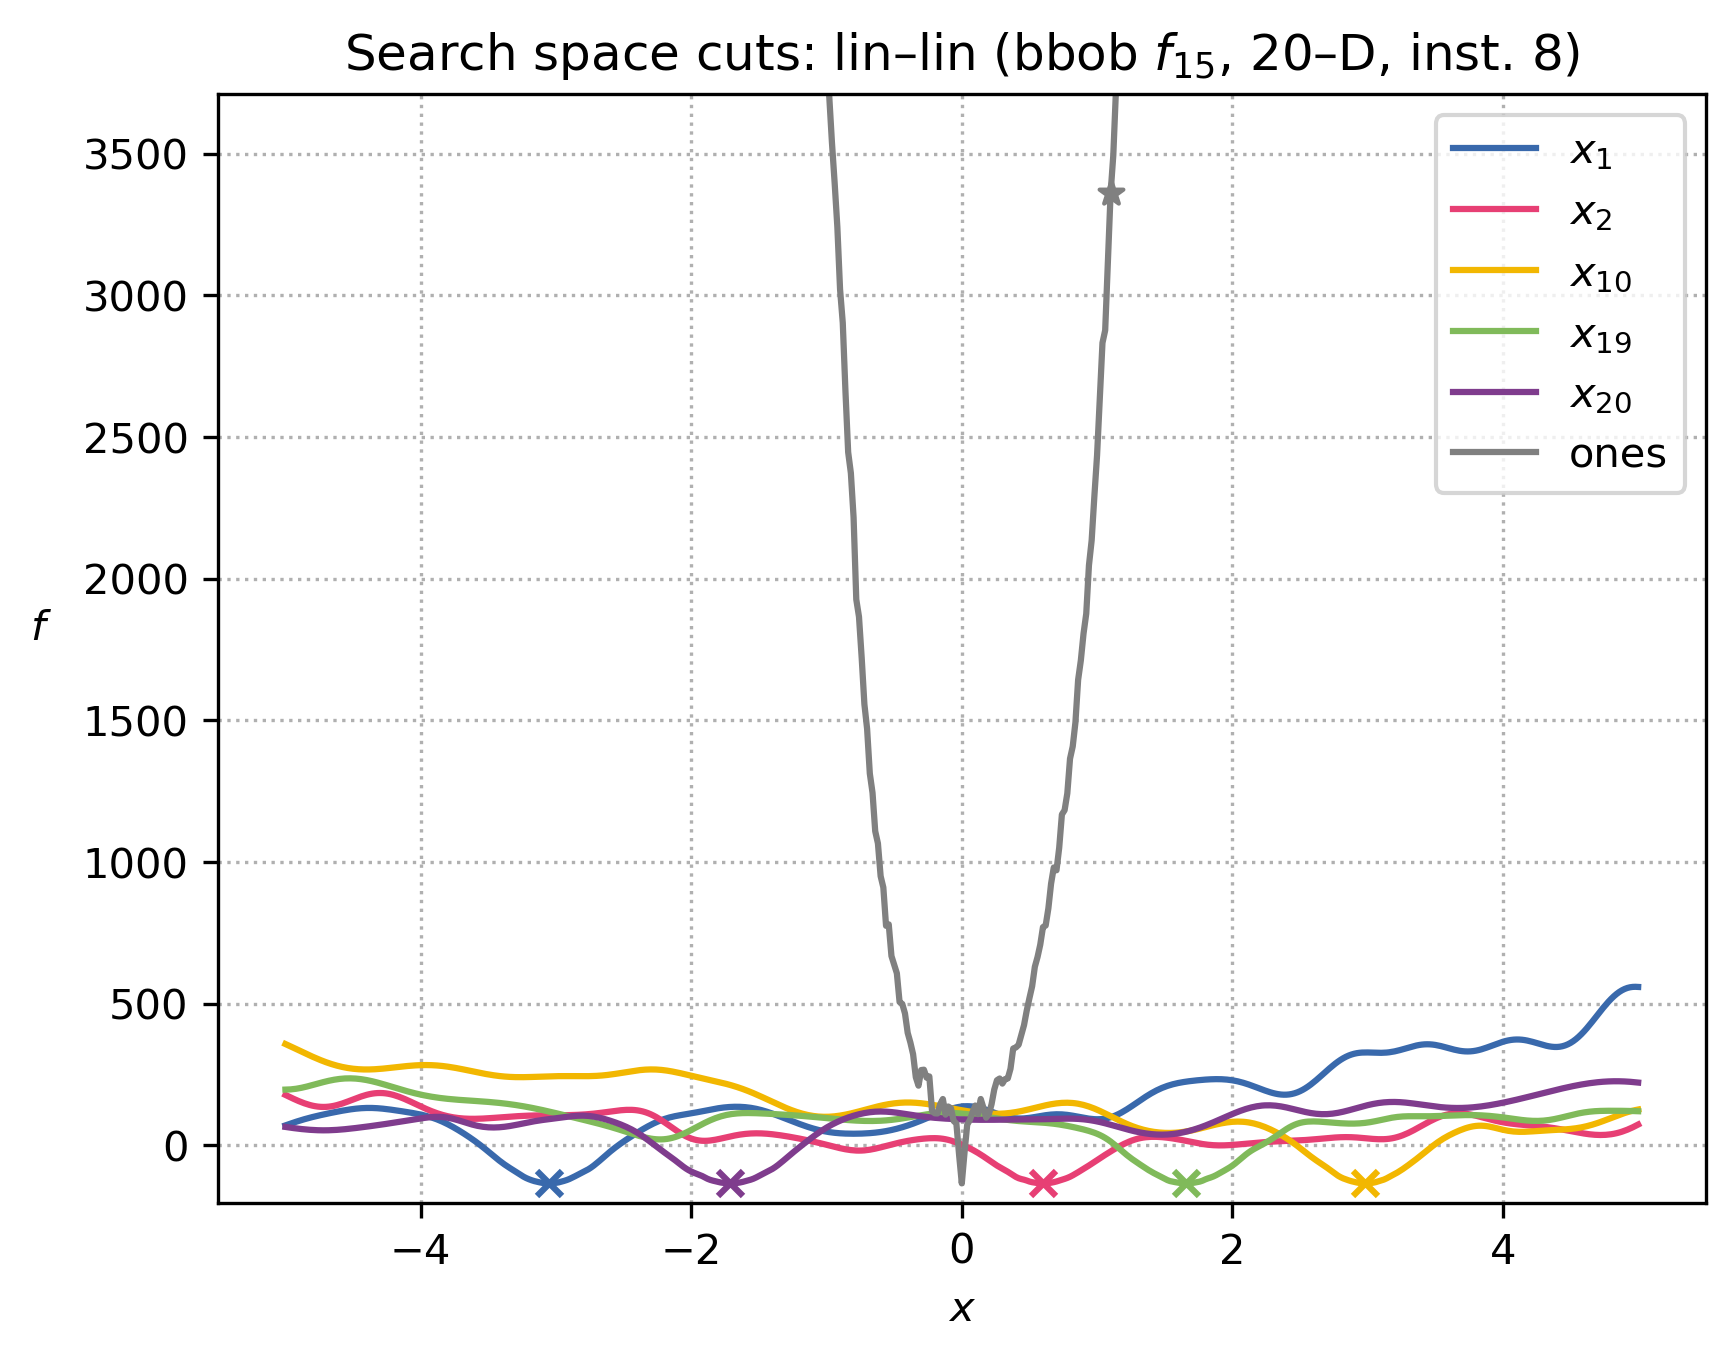 Search space cuts: lin–lin (bbob f15, 20–D, inst. 8)
3500
3000
2500
2000
1500
1000
500
0
f
−4
−2
0
2
4
x
x1
x2
x10
x19
x20
ones